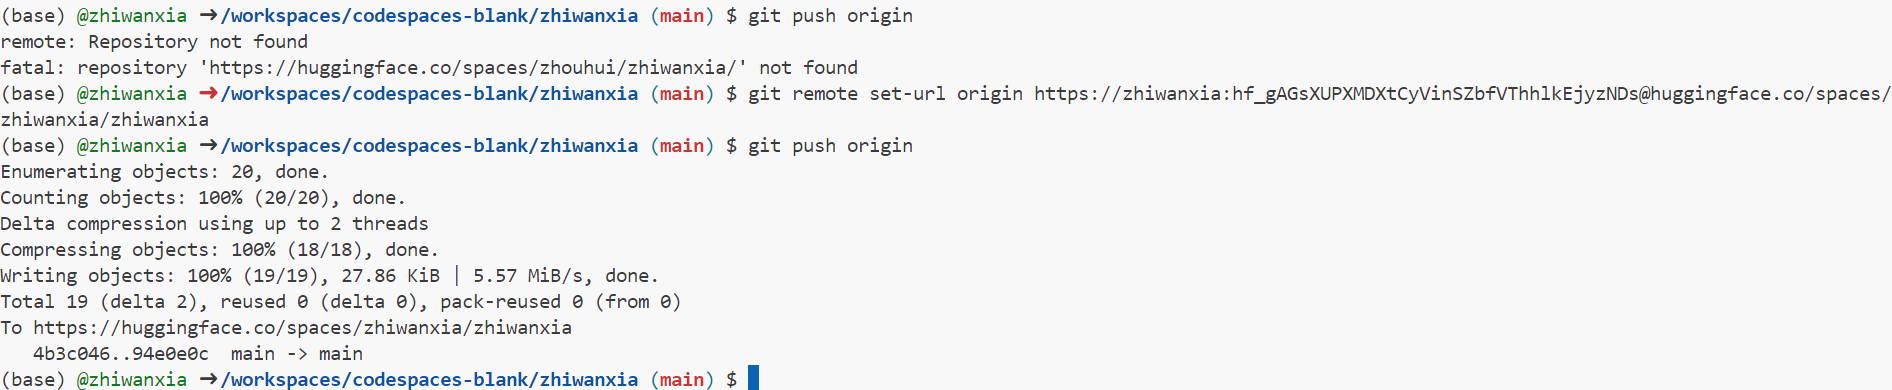 (base) @zhiwanxia ➜/workspaces/codespaces-blank/zhiwanxia (main) $ git push origin
remote: Repository not found
fatal: repository 'https://huggingface.co/spaces/zhouhui/zhiwanxia/' not found
(base) @zhiwanxia ➜/workspaces/codespaces-blank/zhiwanxia (main) $ git remote set-url origin https://zhiwanxia: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@huggingface.co/spaces/
zhiwanxia/zhiwanxia
(base) @zhiwanxia ➜/workspaces/codespaces-blank/zhiwanxia (main) $ git push origin
Enumerating objects: 20, done.
Counting objects: 100% (20/20), done.
Delta compression using up to 2 threads
Compressing objects: 100% (18/18), done.
Writing objects: 100% (19/19), 27.86 KiB | 5.57 MiB/s, done.
Total 19 (delta 2), reused 0 (delta 0), pack-reused 0 (from 0)
To https://huggingface.co/spaces/zhiwanxia/zhiwanxia
   4b3c046..94e0e0c  main -> main
(base) @zhiwanxia ➜/workspaces/codespaces-blank/zhiwanxia (main) $